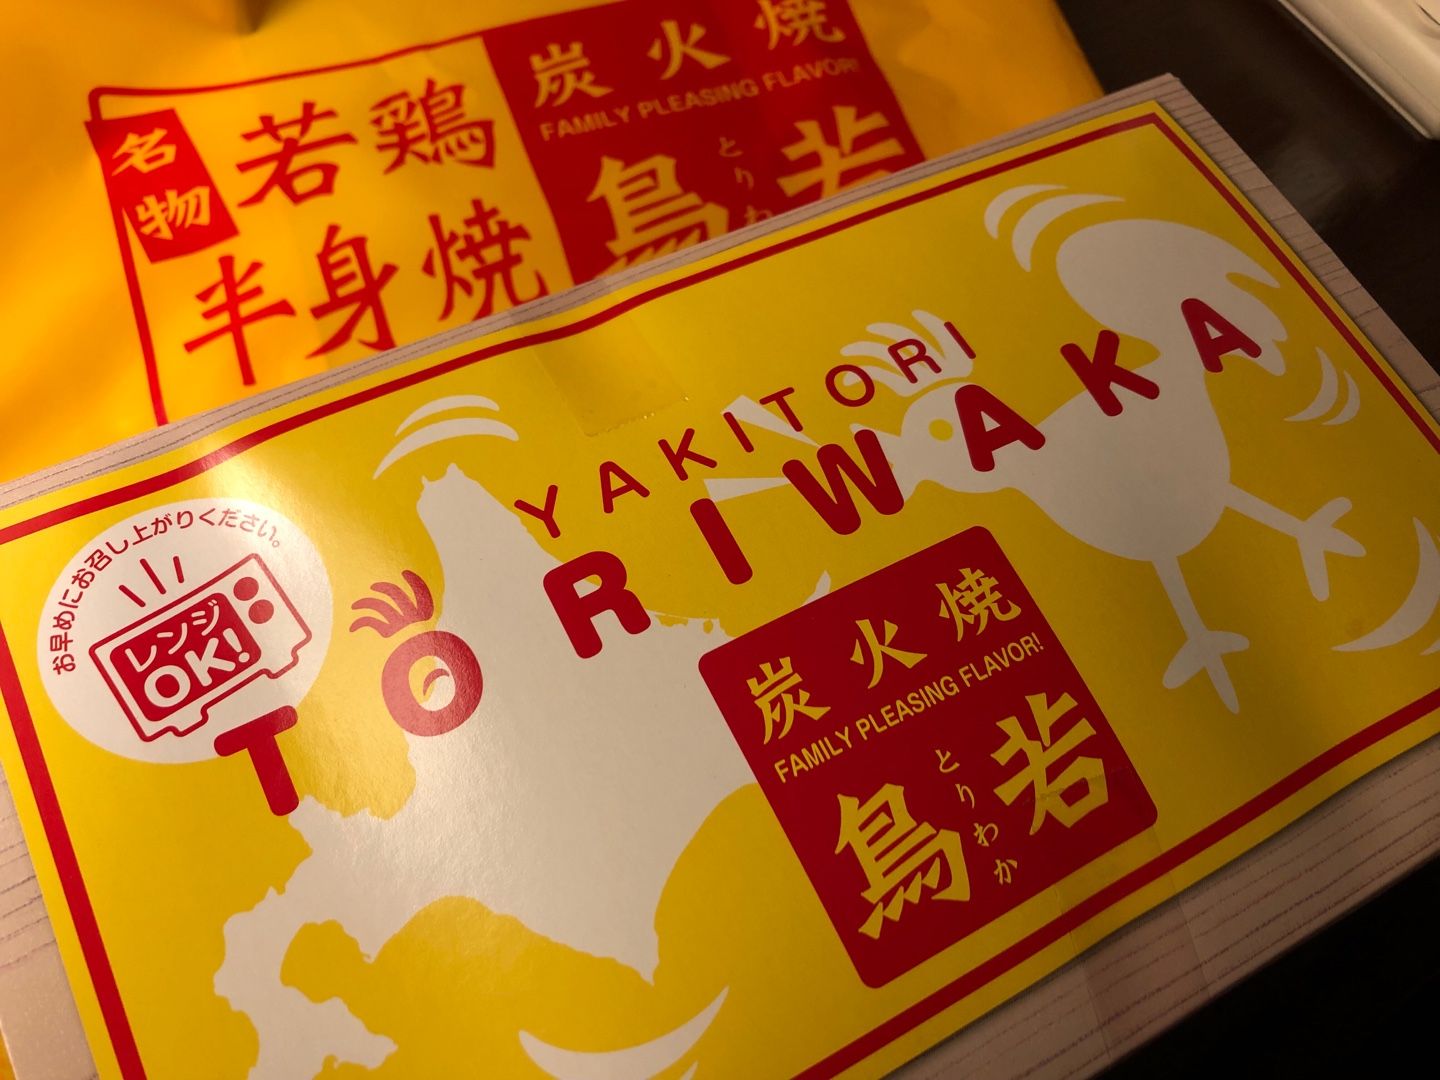 名物
若鶏
半身焼
炭火焼
FAMILY PLEASING FLAVOR!
鳥若
とりわ
YAKITORI
TORIWAKA
お早めにお召し上がりください。
レンジ
OK!
炭火焼
FAMILY PLEASING FLAVOR!
鳥若
とりわか